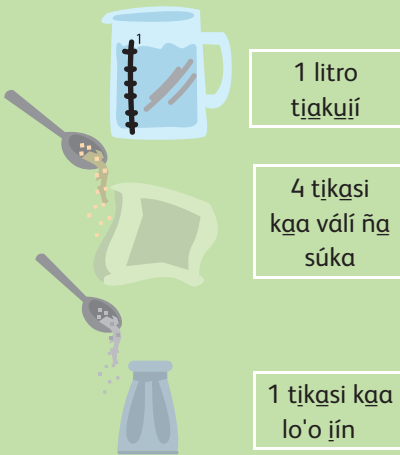 1
1 litro
ti̱a̱ku̱jí
4 ti̱ka̱si
ka̱a válí ña̱
súka
1 ti̱ka̱si ka̱a
lo'o i̱ín